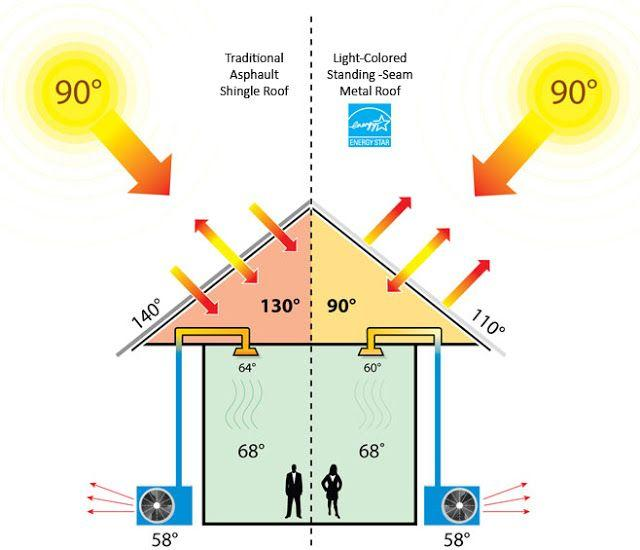 90°
Traditional
Asphault
Shingle Roof
Light-Colored
Standing -Seam
Metal Roof
energy
ENERGY STAR
90°
140°
130°
90°
110°
64°
60°
68°
68°
58°
58°